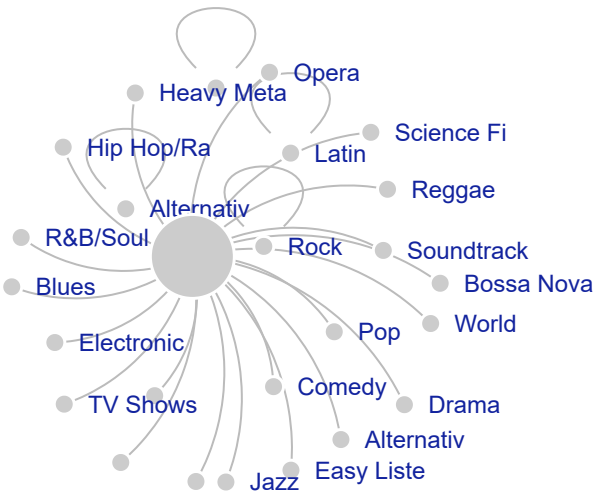 Opera
Heavy Meta
Science Fi
Hip Hop/Ra
Latin
Reggae
Alternativ
R&B/Soul
Rock
Soundtrack
Blues
Bossa Nova
World
Pop
Electronic
Comedy
TV Shows
Drama
Alternativ
Easy Liste
Jazz